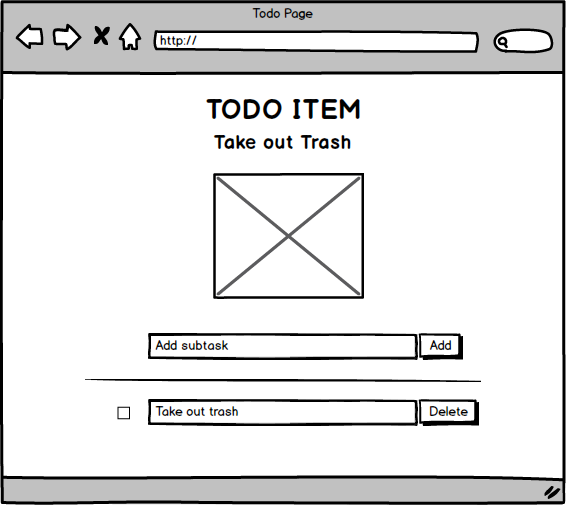 Todo Page
http://
TODO ITEM
Take out Trash
Add subtask Add
Take out trash Delete